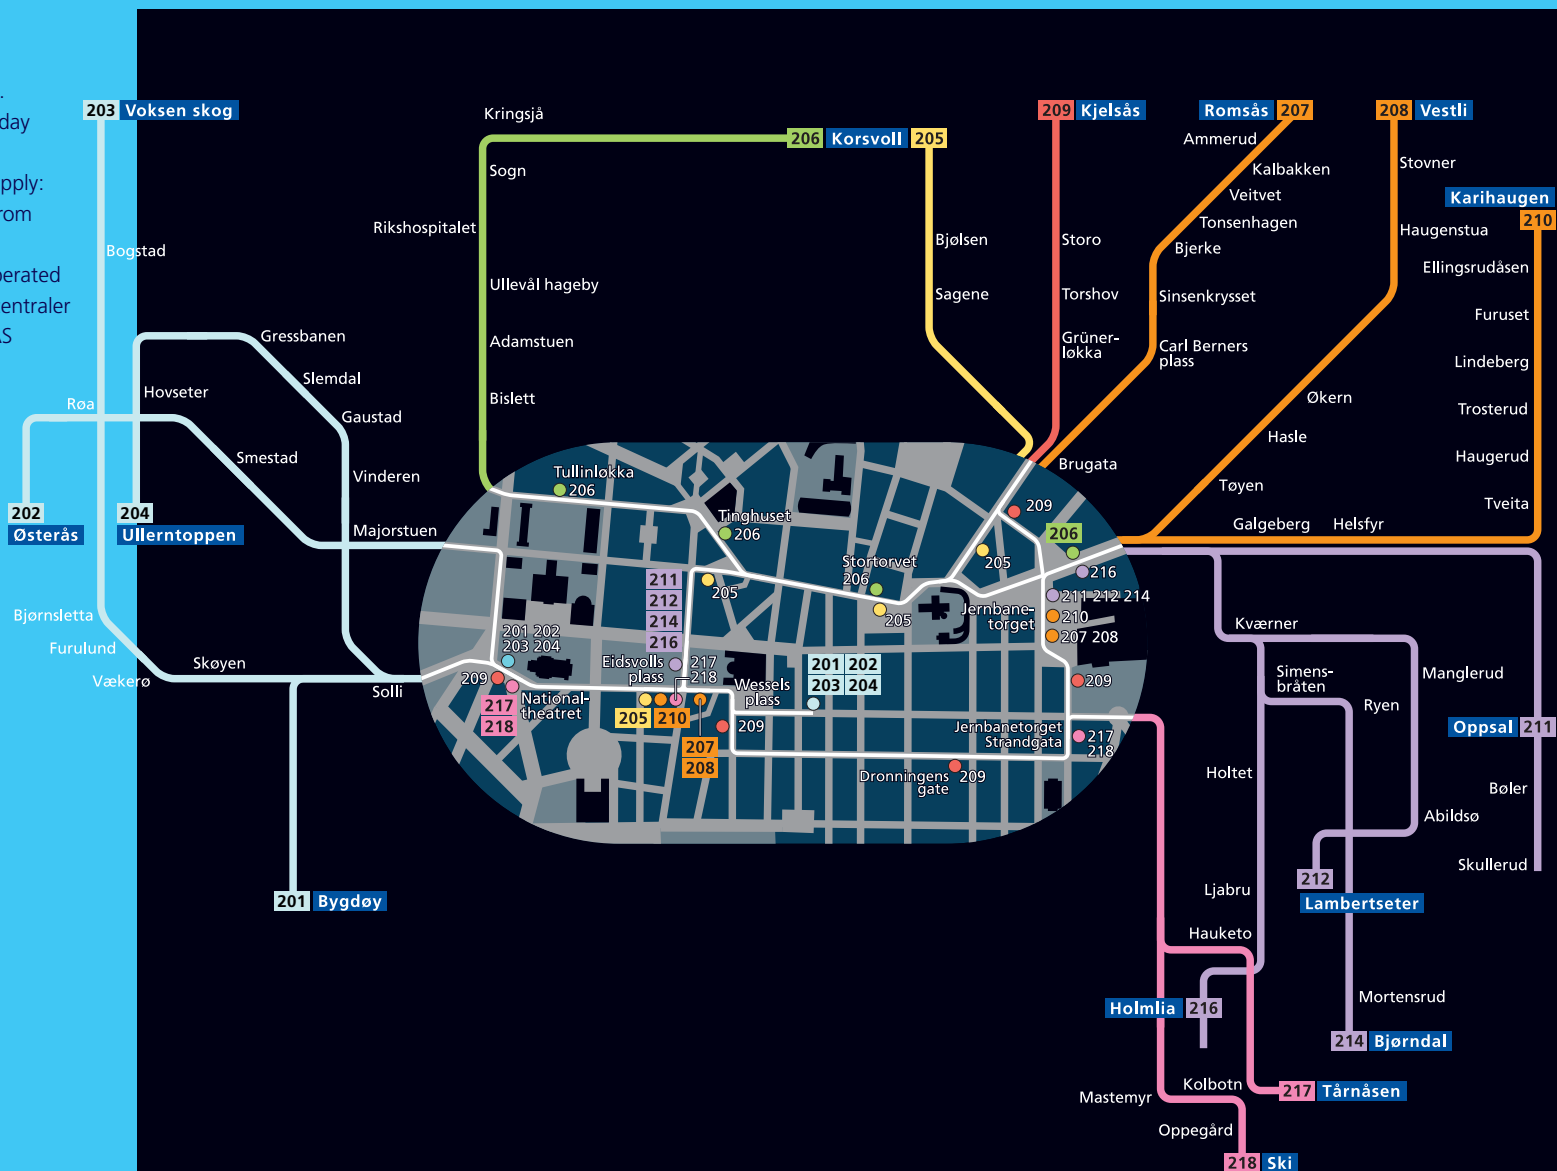 day
pply:
rom
perated
entraler
AS
203 Voksen skog
Bogstad
Gressbanen
Slemdal
Hovseter
Røa
Gaustad
Smestad
Vinderen
202
Østerås
204
Ullerntoppen
Majorstuen
Bjørnsletta
Furulund
Vækerø
Skøyen
Solli
201 Bygdøy
Kringsjå
206 Korsvoll 205
Sogn
Rikshospitalet
Ullevål hageby
Adamstuen
Bislett
Bjølsen
Sagene
209 Kjelsås
Storo
Torshov
Grüner-
løkka
Romsås 207
Ammerud
Kalbakken
Veitvet
Tonsenhagen
Bjerke
Sinsenkrysset
Carl Berners
plass
Brugata
208 Vestli
Stovner
Haugenstua
Økern
Hasle
Tøyen
Karihaugen
210
Ellingsrudåsen
Furuset
Lindeberg
Trosterud
Haugerud
Tveita
Galgeberg
Helsfyr
Tullinløkka
206
Tinghuset
206
Stortorvet
206
205
205
205
209
206
216
211 212 214
210
207 208
Jernbane-
torget
211
212
214
216
201 202
203 204
209
217
218
National-
theatret
Eidsvolls
plass
217
218
205 210
207
208
Wessels
plass
209
201 202
203 204
209
Jernbanetorget
Strandgata
217
218
Dronningens
gate
209
Kværner
Simens-
bråten
Manglerud
Ryen
Oppsal 211
Holtet
Bøler
Abildsø
Skullerud
212
Lambertseter
Ljabru
Hauketo
Holmlia 216
Mortensrud
214 Bjørndal
Kolbotn
217 Tårnåsen
Mastemyr
Oppegård
218 Ski